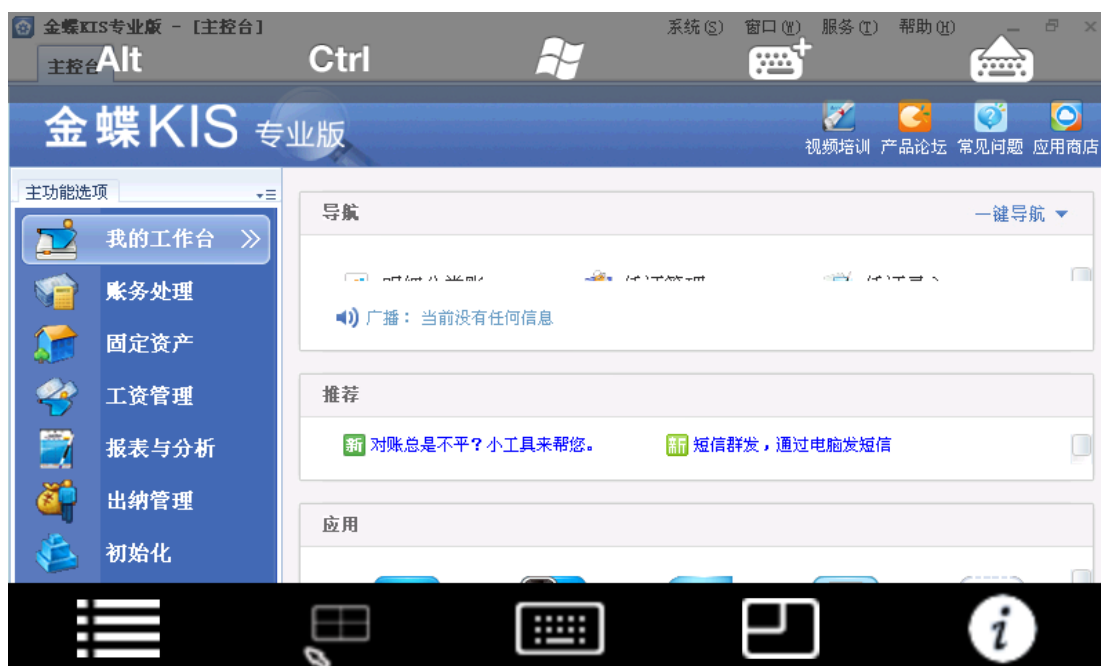 金蝶KIS专业版 - [主控台]
系统(S) 窗口(W) 服务(T) 帮助(H)
主控台
Alt Ctrl
金蝶KIS 专业版
视频培训 产品论坛 常见问题 应用商店
主功能选项
导航
一键导航
我的工作台
账务处理
广播： 当前没有任何信息
固定资产
工资管理
推荐
报表与分析
新 对账总是不平？小工具来帮您。
新 短信群发，通过电脑发短信
出纳管理
应用
初始化
i